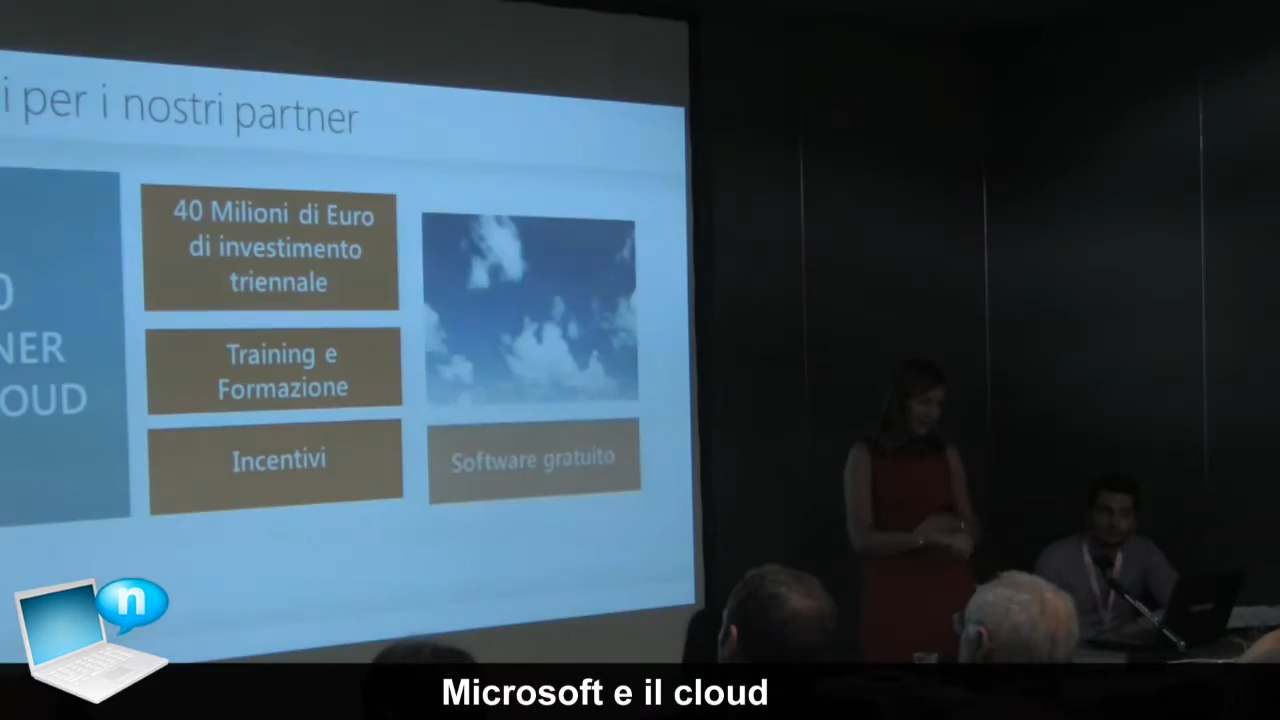 i per i nostri partner
0
NER
OUD
40 Milioni di Euro
di investimento
triennale
Training e
Formazione
Incentivi
Software gratuito
n
Microsoft e il cloud